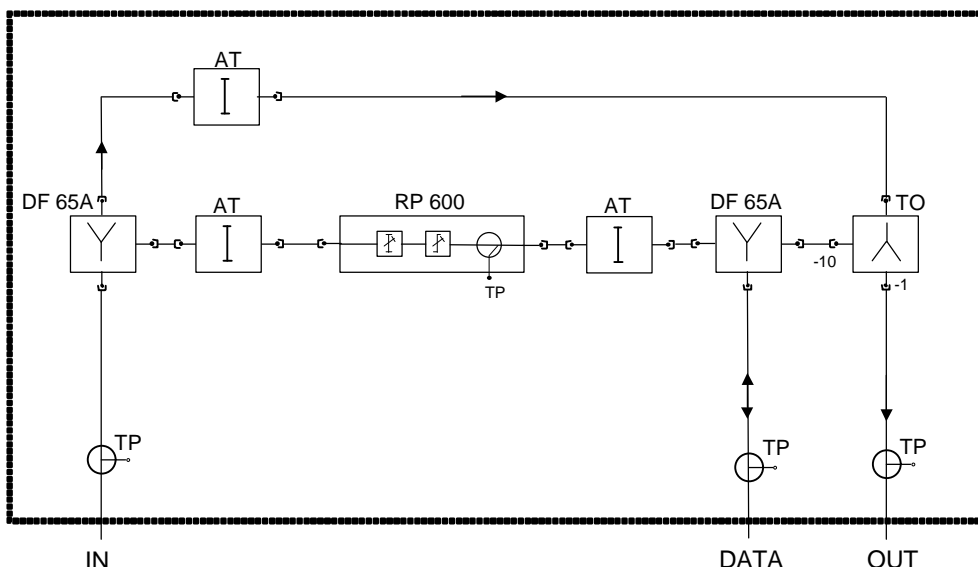 AT
DF 65A
AT
RP 600
AT
DF 65A
TO
-10
-1
TP
TP
TP
TP
IN
DATA
OUT